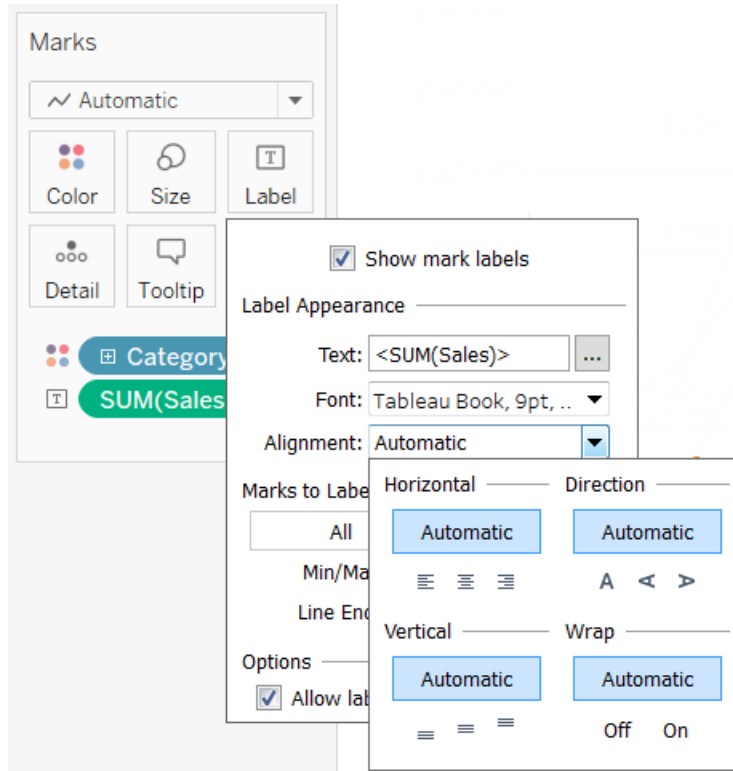 Marks
Automatic
Color Size Label
Detail Tooltip
Category
SUM(Sales
Show mark labels
Label Appearance
Text: <SUM(Sales)> ...
Font: Tableau Book, 9pt, ..
Alignment: Automatic
Marks to Labe
All
Min/Ma
Line End
Options
Allow lab
Horizontal Direction
Automatic Automatic
A A A
Vertical Wrap
Automatic Automatic
Off On